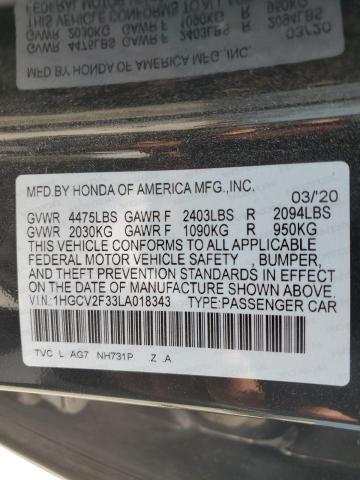 MFD.BY HONDA OF AMERICA MFG.,INC.
03/'20
GVWR 4475LBS GAWR F 2403LBS R 2094LBS
GVWR 2030KG GAWR F 1090KG R 950KG
THIS VEHICLE CONFORMS TO ALL APPLICABLE
FEDERAL MOTOR VEHICLE SAFETY , BUMPER,
AND THEFT PREVENTION STANDARDS IN EFFECT
ON THE DATE OF MANUFACTURE SHOWN ABOVE.
V.I.N: 1HGCV2F33LA018343 TYPE:PASSENGER CAR
TVC L AG7 NH731P .Z .A